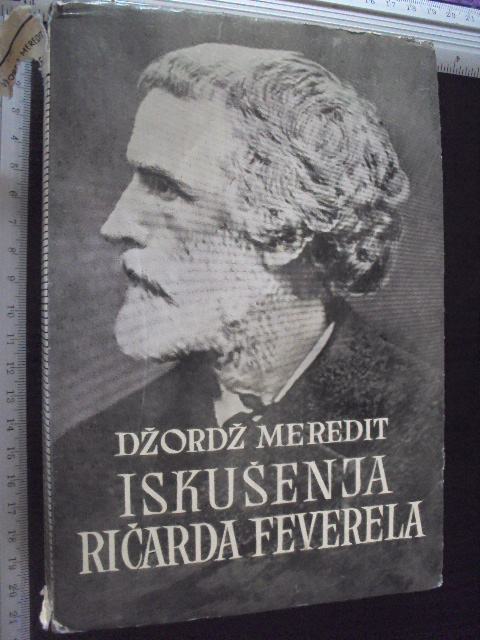 DŽORDŽ MEREDIT
ISKUŠENJA
RIČARDA FEVERELA